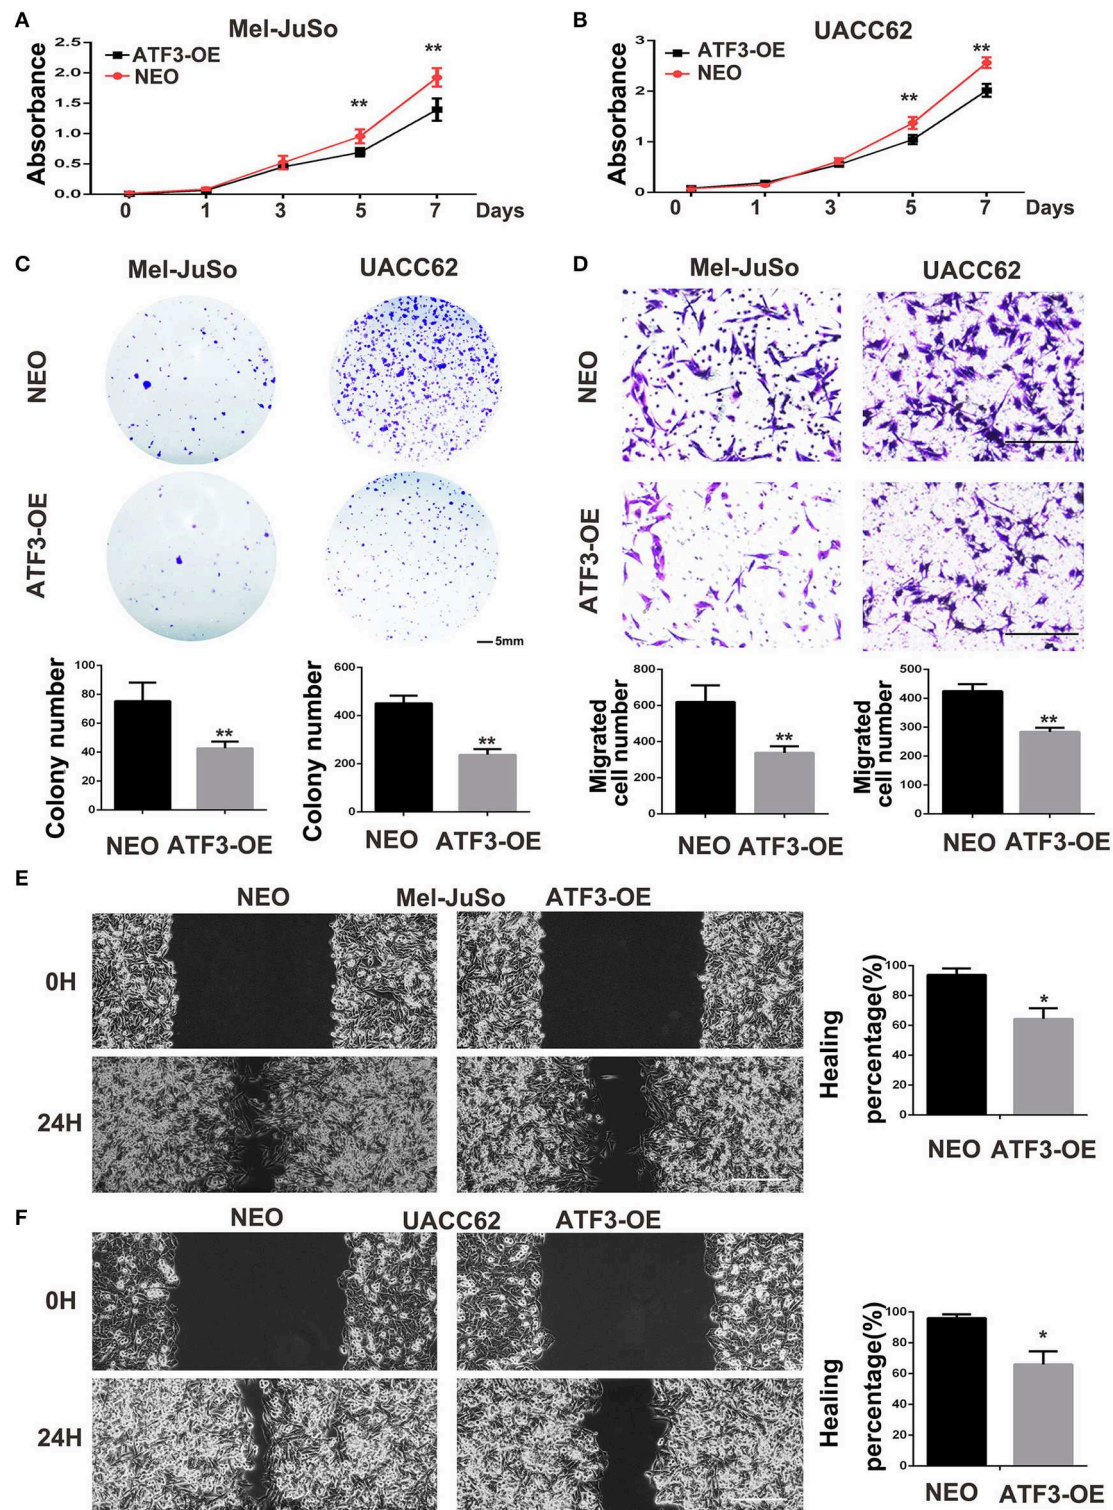 A
Mel-JuSo
Absorbance
2.5
2.0
1.5
1.0
0.5
0.0
ATF3-OE
NEO
**
**
0 1 3 5 7 Days
B
UACC62
Absorbance
3
2
1
0
ATF3-OE
NEO
**
**
0 1 3 5 7 Days
C
Mel-JuSo UACC62
NEO
ATF3-OE
5mm
Colony number
100
80
60
40
20
0
**
NEO ATF3-OE
Colony number
600
400
200
0
**
NEO ATF3-OE
D
Mel-JuSo UACC62
NEO
ATF3-OE
Migrated
cell number
800
600
400
200
0
**
NEO ATF3-OE
Migrated
cell number
500
400
300
200
100
0
**
NEO ATF3-OE
E
NEO Mel-JuSo ATF3-OE
0H
24H
Healing
percentage(%)
100
80
60
40
20
0
*
NEO ATF3-OE
F
NEO UACC62 ATF3-OE
0H
24H
Healing
percentage(%)
100
80
60
40
20
0
*
NEO ATF3-OE